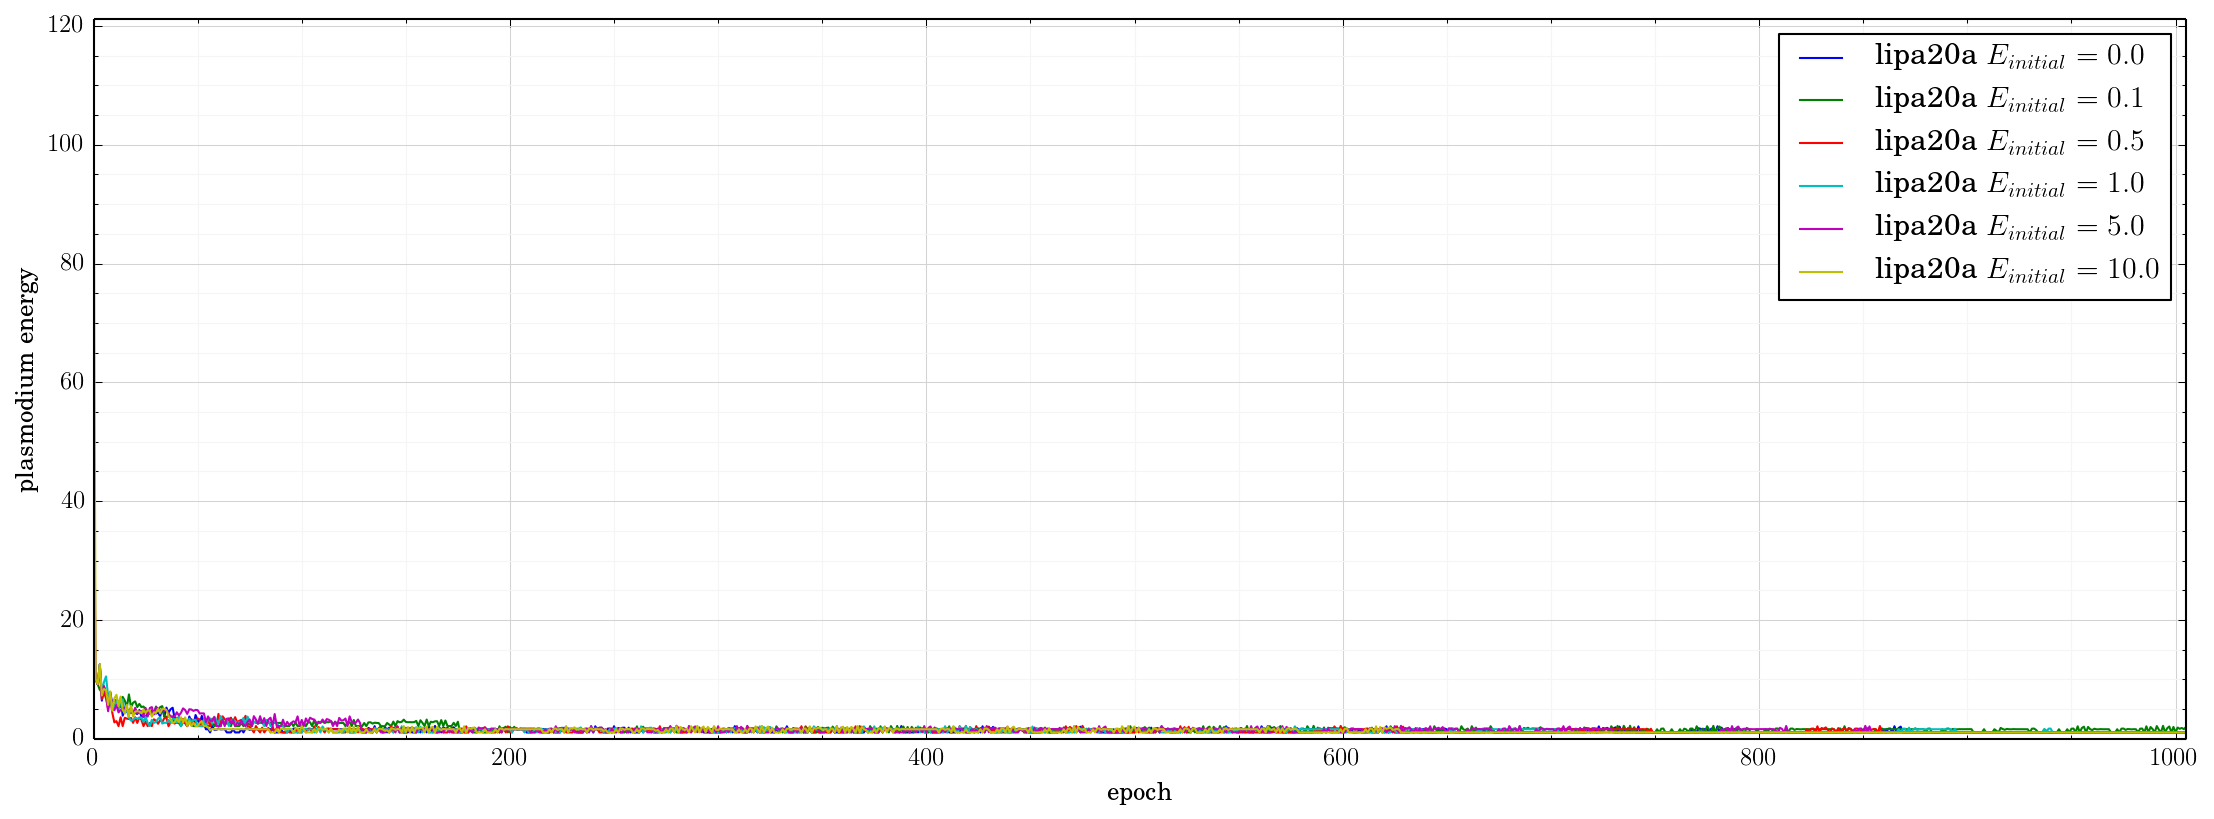 120
100
80
60
40
20
0
plasmodium energy
0 200 400 600 800 1000
epoch
lipa20a E_{initial} = 0.0
lipa20a E_{initial} = 0.1
lipa20a E_{initial} = 0.5
lipa20a E_{initial} = 1.0
lipa20a E_{initial} = 5.0
lipa20a E_{initial} = 10.0